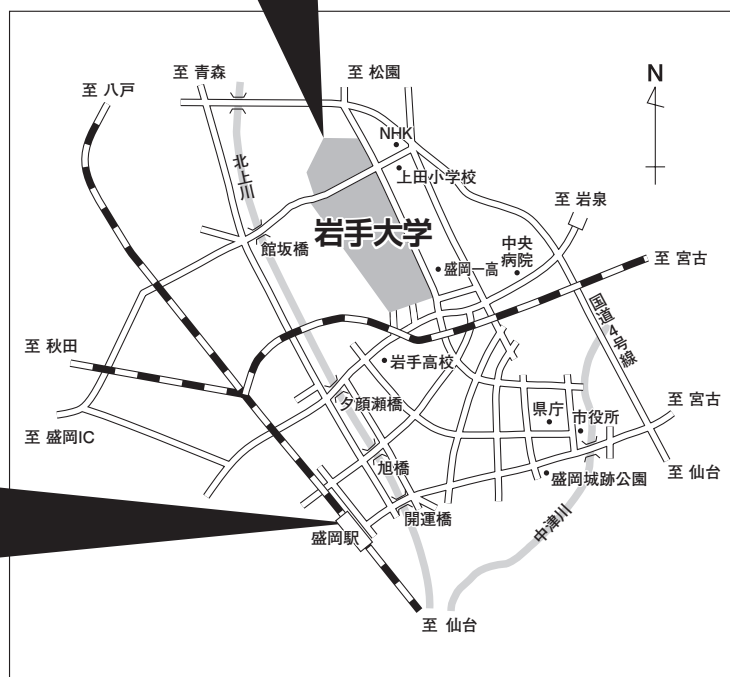 至 青森
至 松園
至 八戸
N
NHK
北上川
上田小学校
至 岩泉
岩手大学
館坂橋
中央
病院
盛岡一高
至 宮古
国道4号線
至 秋田
岩手高校
夕顔瀬橋
県庁
市役所
至 宮古
至 盛岡IC
旭橋
盛岡城跡公園
至 仙台
開運橋
盛岡駅
中津川
至 仙台